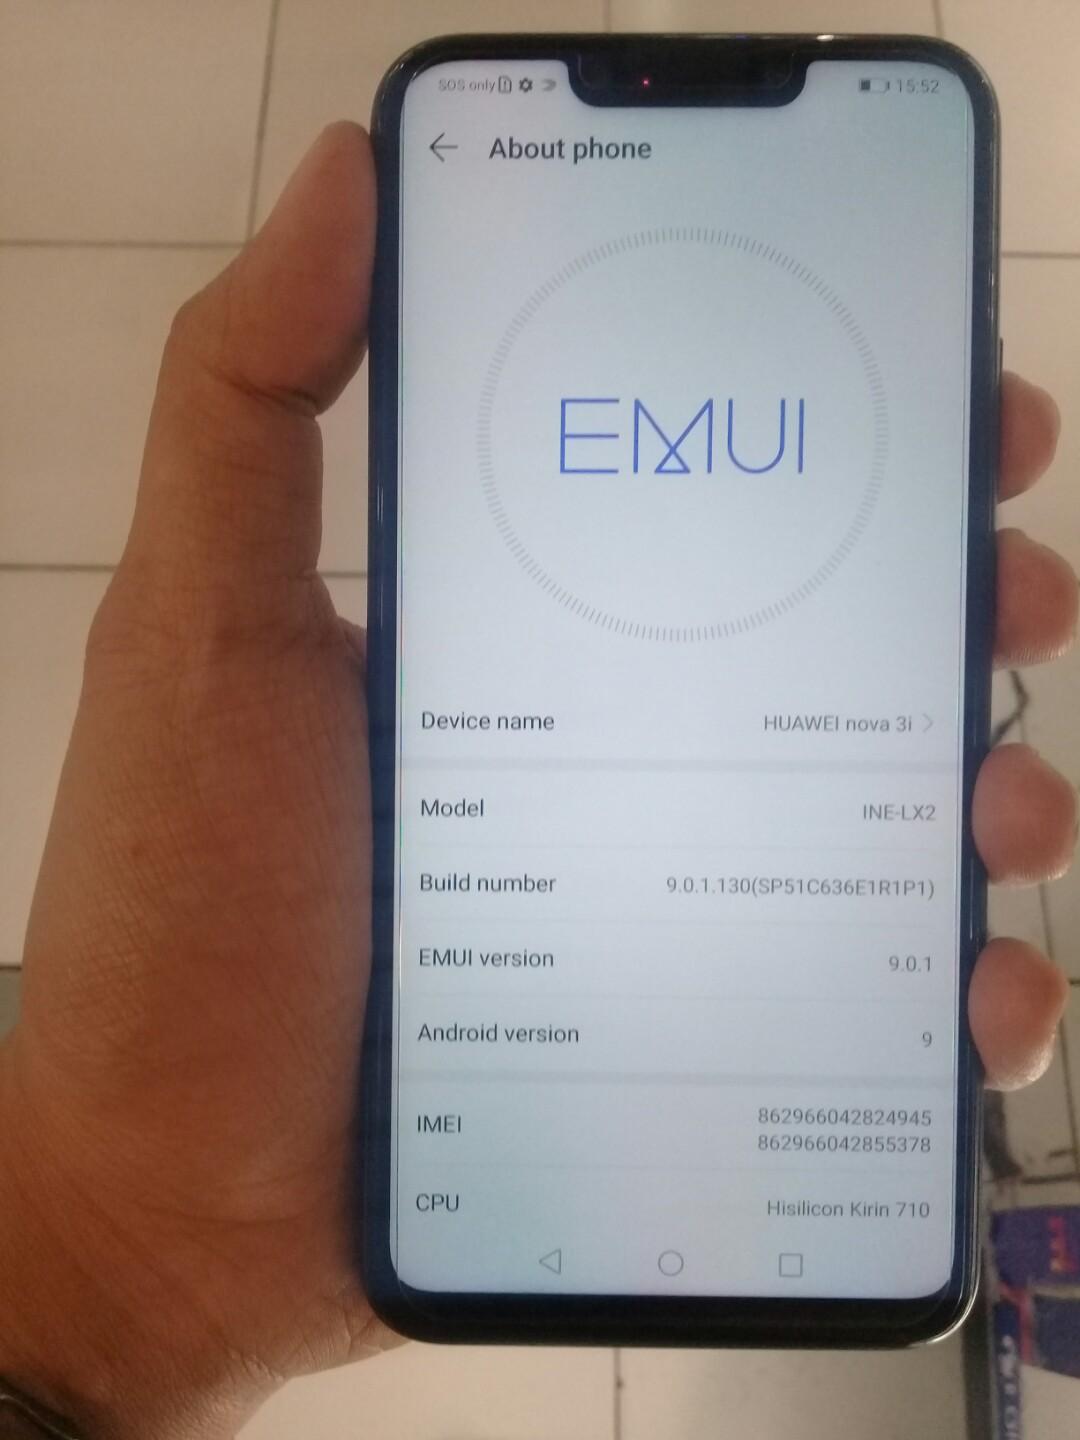 SOS only 15:52
About phone
EMUI
Device name HUAWEI nova 3i
Model INE-LX2
Build number 9.0.1.130(SP51C636E1R1P1)
EMUI version 9.0.1
Android version 9
IMEI 862966042824945
862966042855378
CPU Hisilicon Kirin 710